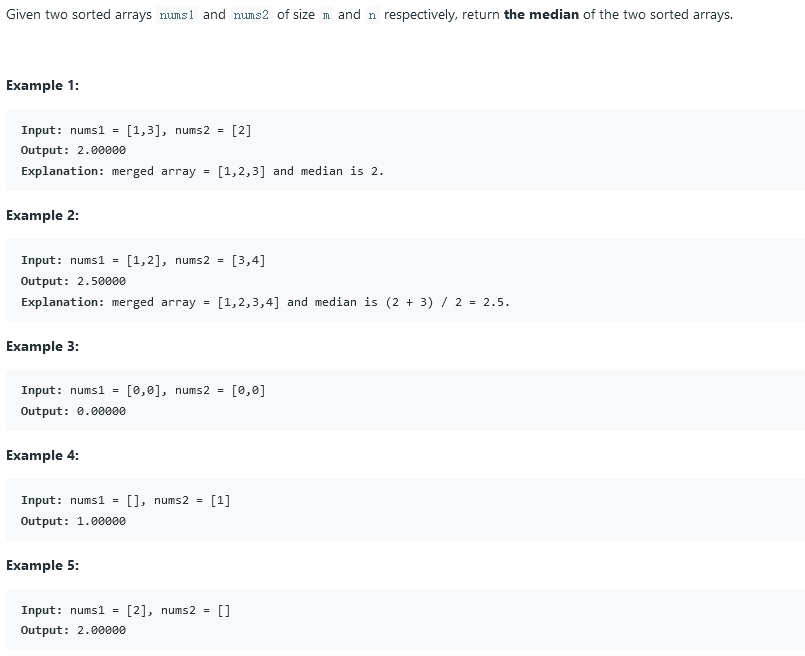 Given two sorted arrays nums1 and nums2 of size m and n respectively, return the median of the two sorted arrays.
Example 1:
Input: nums1 = [1,3], nums2 = [2]
Output: 2.00000
Explanation: merged array = [1,2,3] and median is 2.
Example 2:
Input: nums1 = [1,2], nums2 = [3,4]
Output: 2.50000
Explanation: merged array = [1,2,3,4] and median is (2 + 3) / 2 = 2.5.
Example 3:
Input: nums1 = [0,0], nums2 = [0,0]
Output: 0.00000
Example 4:
Input: nums1 = [], nums2 = [1]
Output: 1.00000
Example 5:
Input: nums1 = [2], nums2 = []
Output: 2.00000